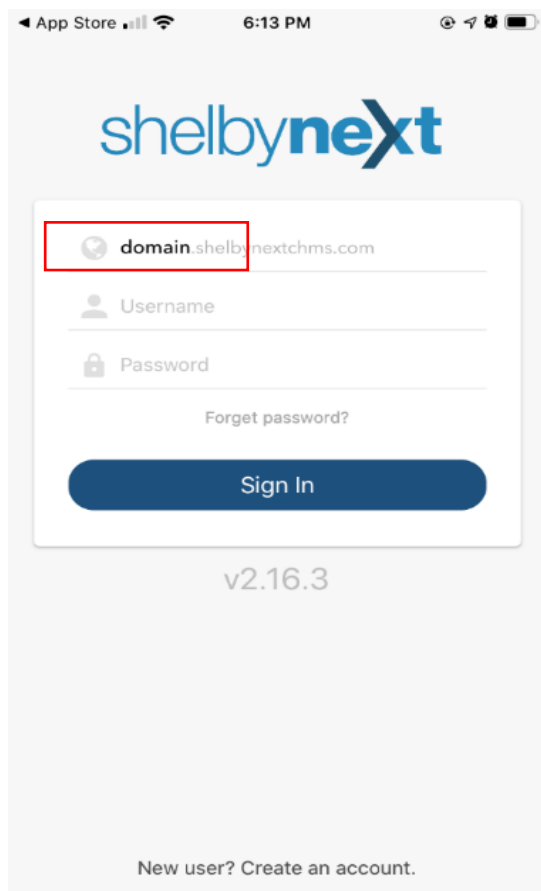 ◀ App Store 6:13 PM
shelbynext
domain.shelbynextchms.com
Username
Password
Forget password?
Sign In
v2.16.3
New user? Create an account.